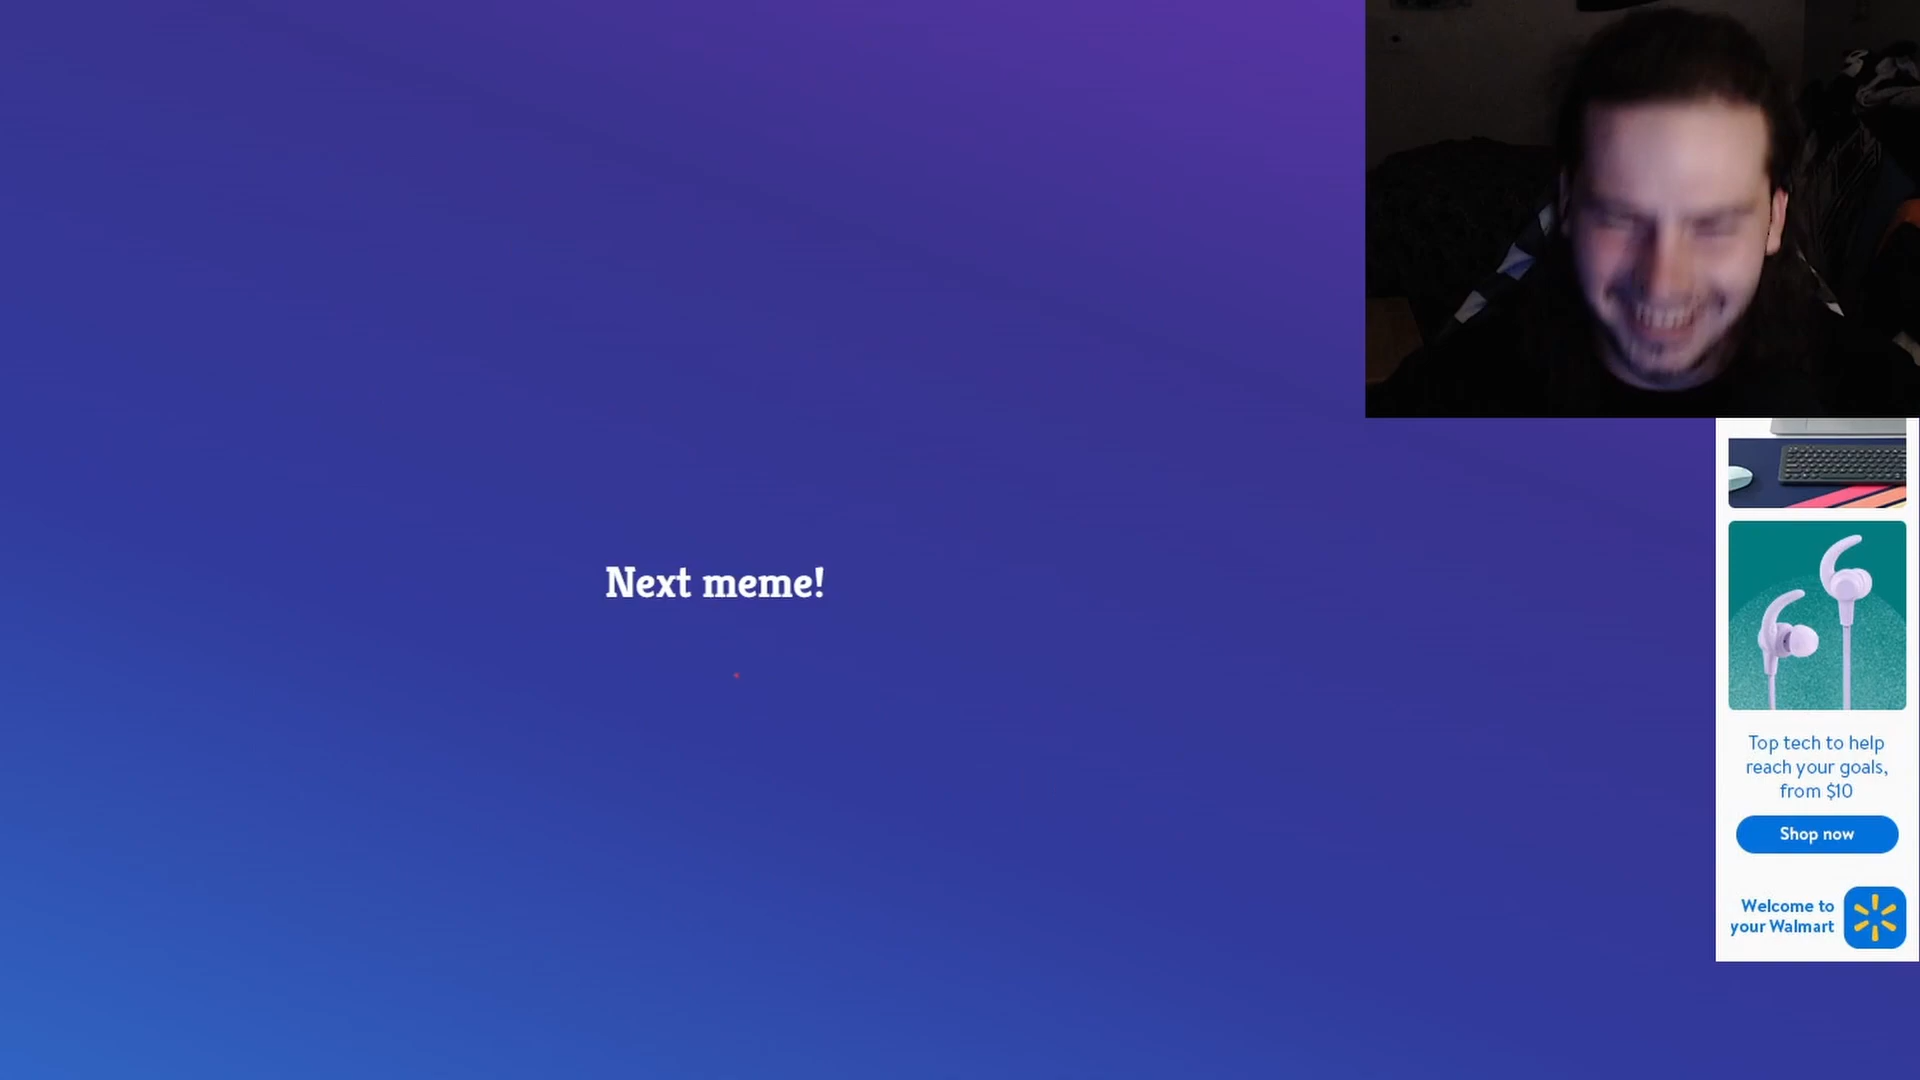 Next meme!
Top tech to help
reach your goals,
from $10
Shop now
Welcome to
your Walmart